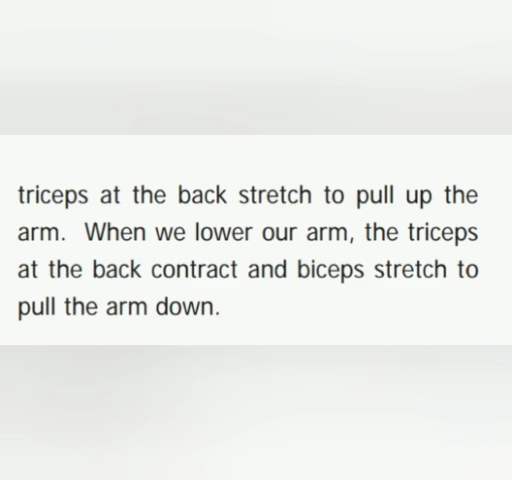 triceps at the back stretch to pull up the
arm. When we lower our arm, the triceps
at the back contract and biceps stretch to
pull the arm down.